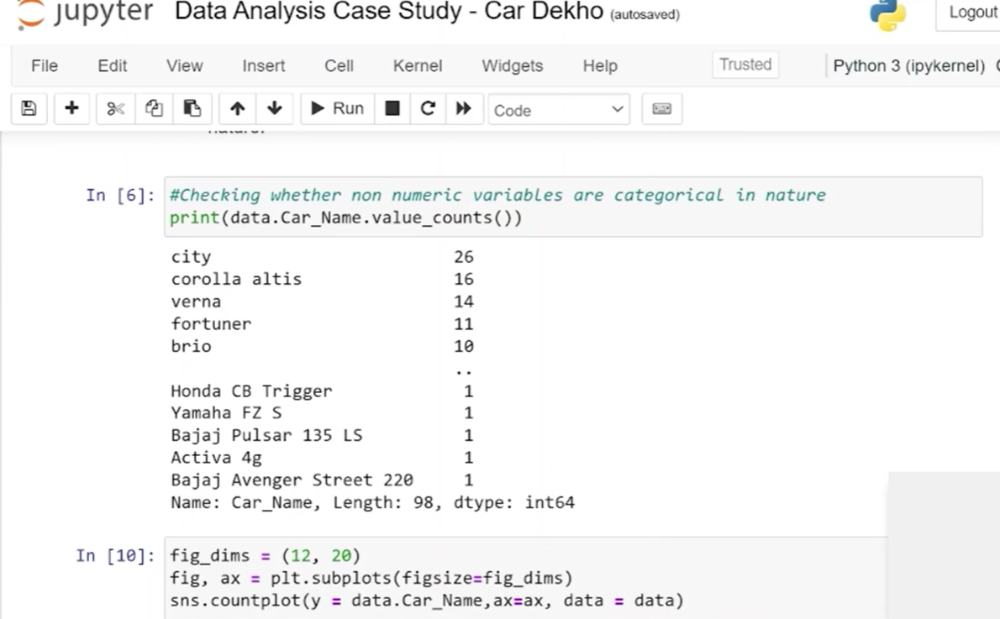 jupyter Data Analysis Case Study - Car Dekho (autosaved) Logout
File Edit View Insert Cell Kernel Widgets Help Trusted Python 3 (ipykernel)
Run Code
In [6]: #Checking whether non numeric variables are categorical in nature
print(data.Car_Name.value_counts())
city 26
corolla altis 16
verna 14
fortuner 11
brio 10
..
Honda CB Trigger 1
Yamaha FZ S 1
Bajaj Pulsar 135 LS 1
Activa 4g 1
Bajaj Avenger Street 220 1
Name: Car_Name, Length: 98, dtype: int64
In [10]: fig_dims = (12, 20)
fig, ax = plt.subplots(figsize=fig_dims)
sns.countplot(y = data.Car_Name,ax=ax, data = data)